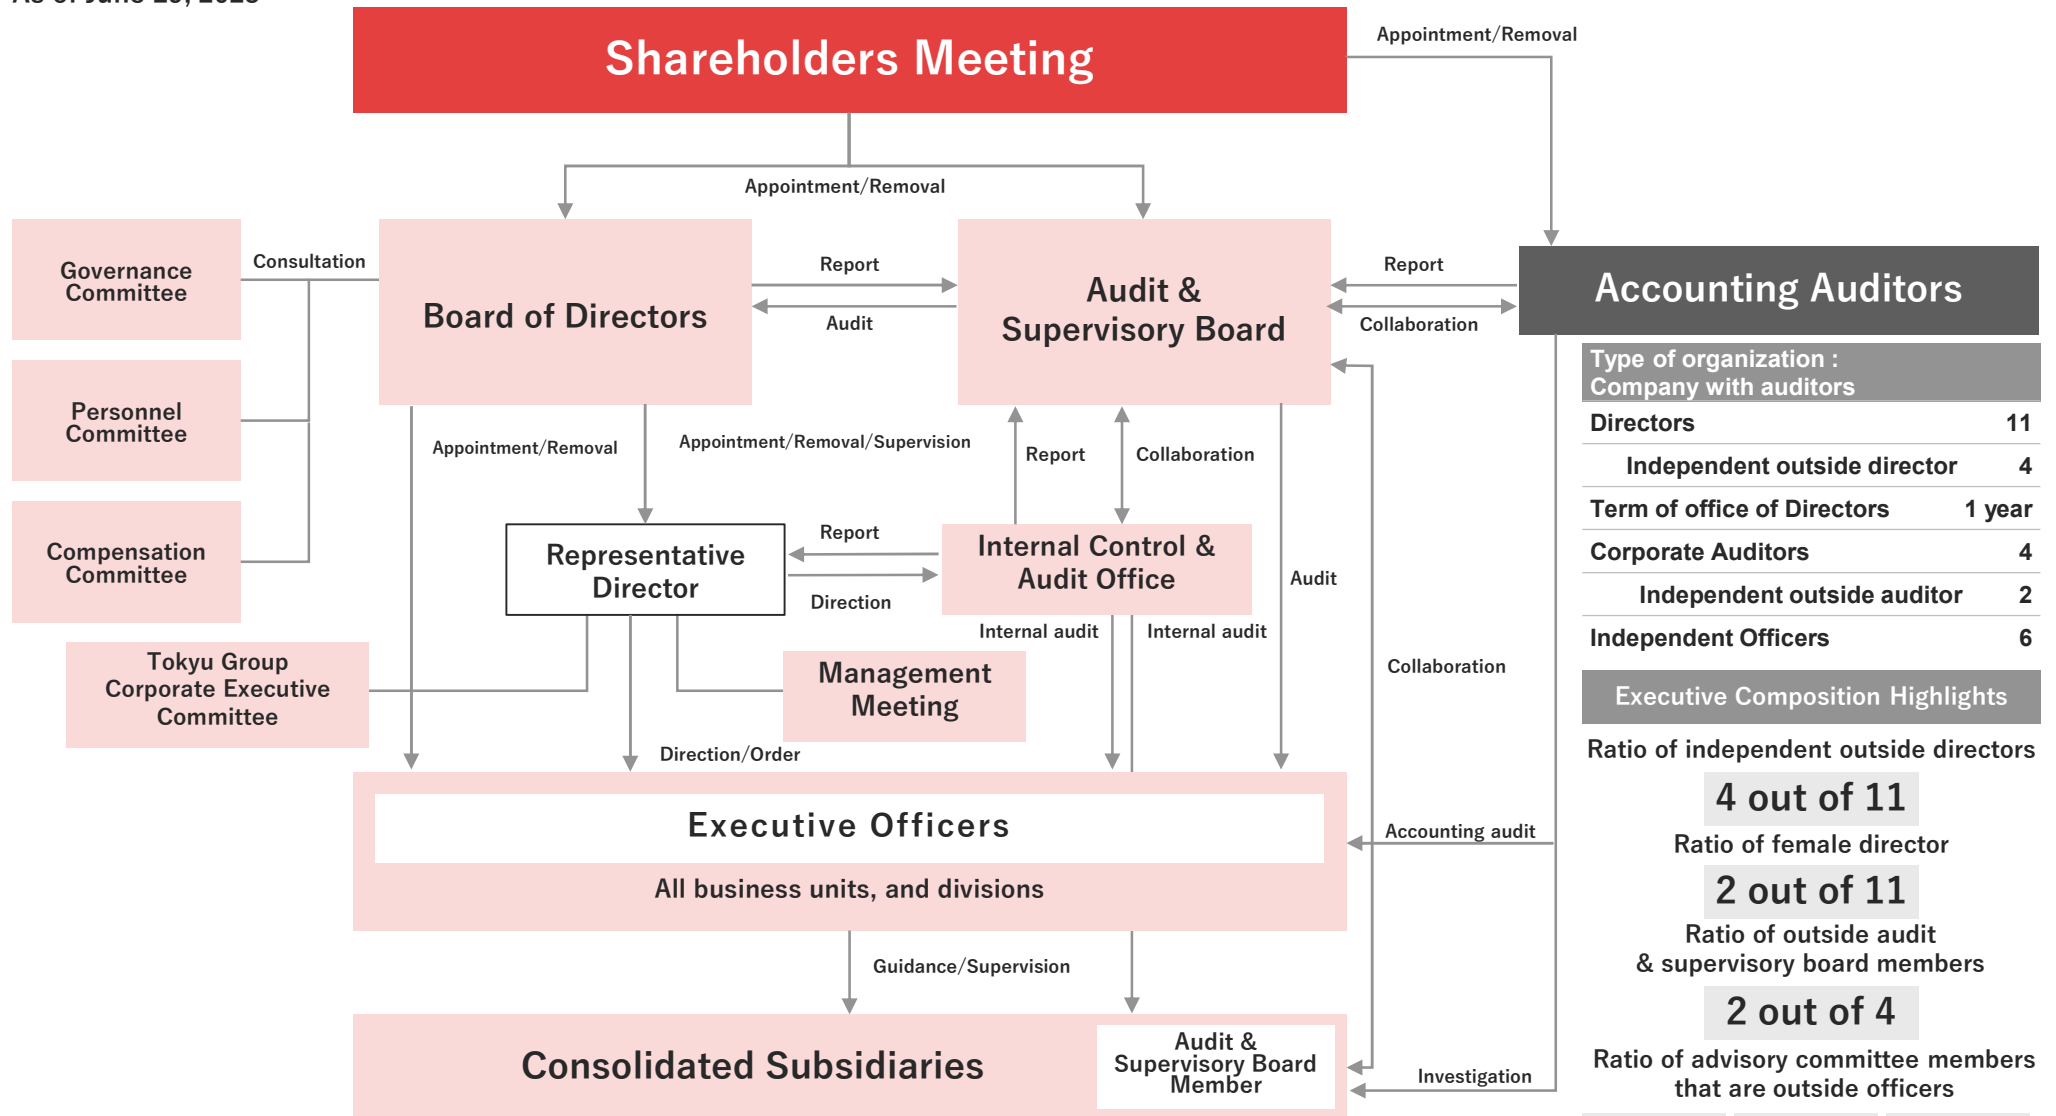 Shareholders Meeting
Appointment/Removal
Appointment/Removal
Governance
Committee
Consultation
Board of Directors
Report
Audit
Audit &
Supervisory Board
Report
Collaboration
Accounting Auditors
Personnel
Committee
Compensation
Committee
Appointment/Removal
Appointment/Removal/Supervision
Report
Collaboration
Representative
Director
Report
Direction
Internal Control &
Audit Office
Audit
Internal audit
Internal audit
Collaboration
Tokyu Group
Corporate Executive
Committee
Management
Meeting
Direction/Order
Executive Officers
All business units, and divisions
Accounting audit
Guidance/Supervision
Consolidated Subsidiaries
Audit &
Supervisory Board
Member
Investigation
Type of organization :
Company with auditors
Directors 11
Independent outside director 4
Term of office of Directors 1 year
Corporate Auditors 4
Independent outside auditor 2
Independent Officers 6
Executive Composition Highlights
Ratio of independent outside directors
4 out of 11
Ratio of female director
2 out of 11
Ratio of outside audit
& supervisory board members
2 out of 4
Ratio of advisory committee members
that are outside officers